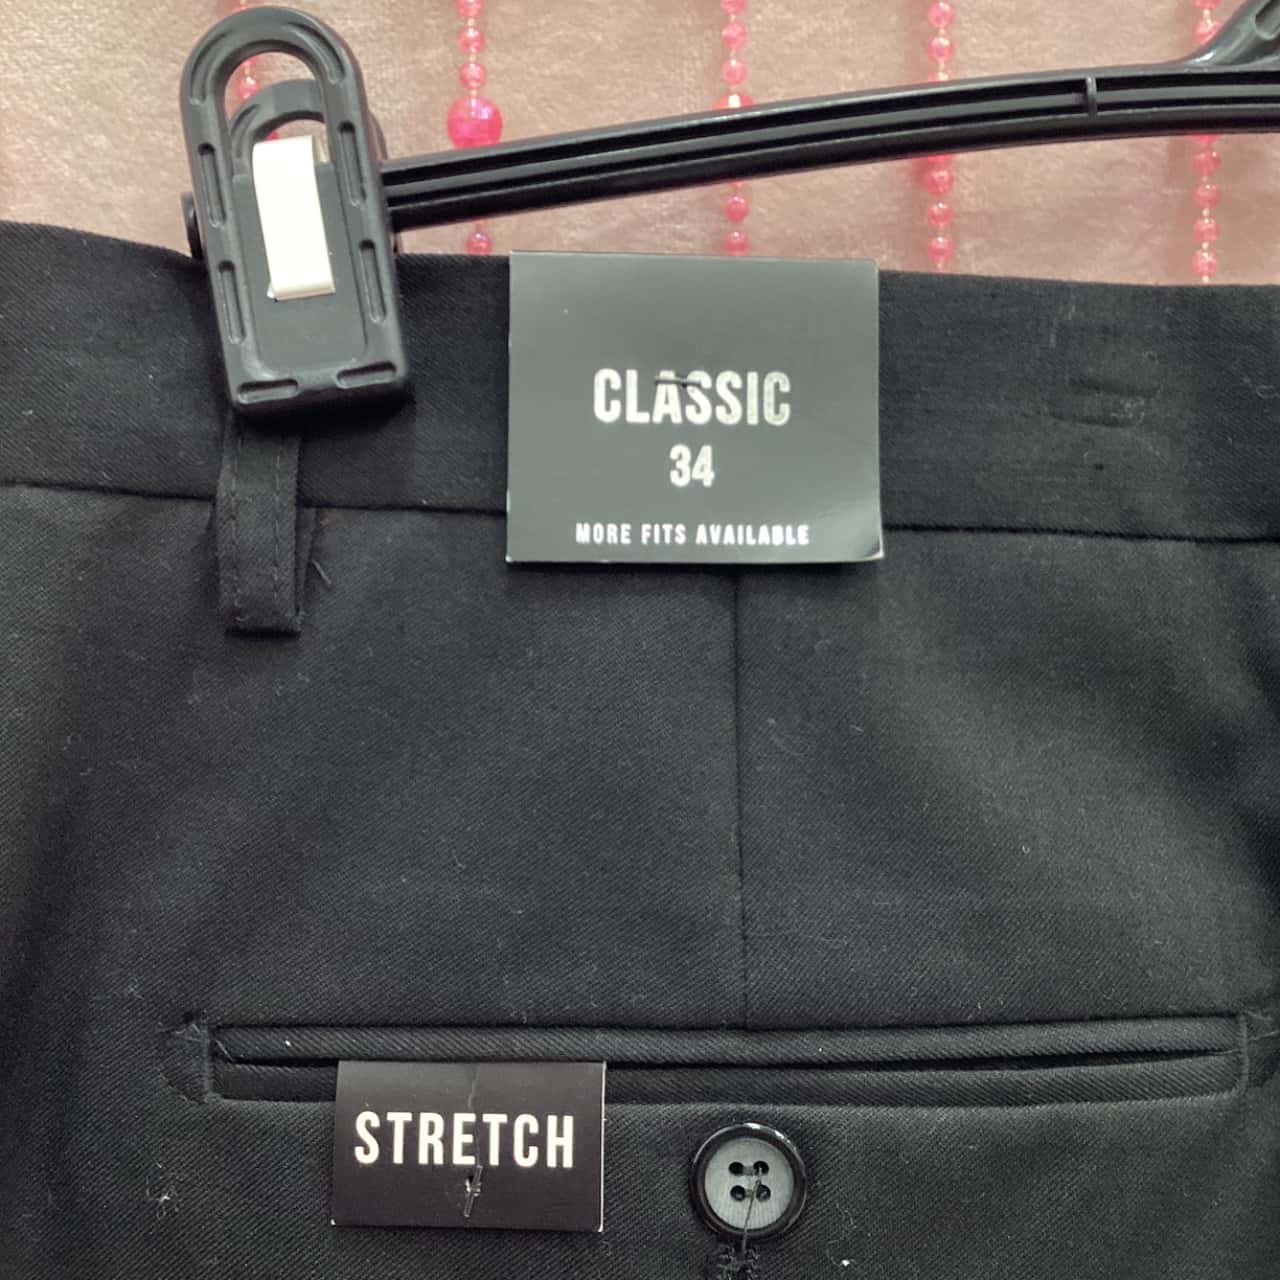 CLASSIC
34
MORE FITS AVAILABLE
STRETCH